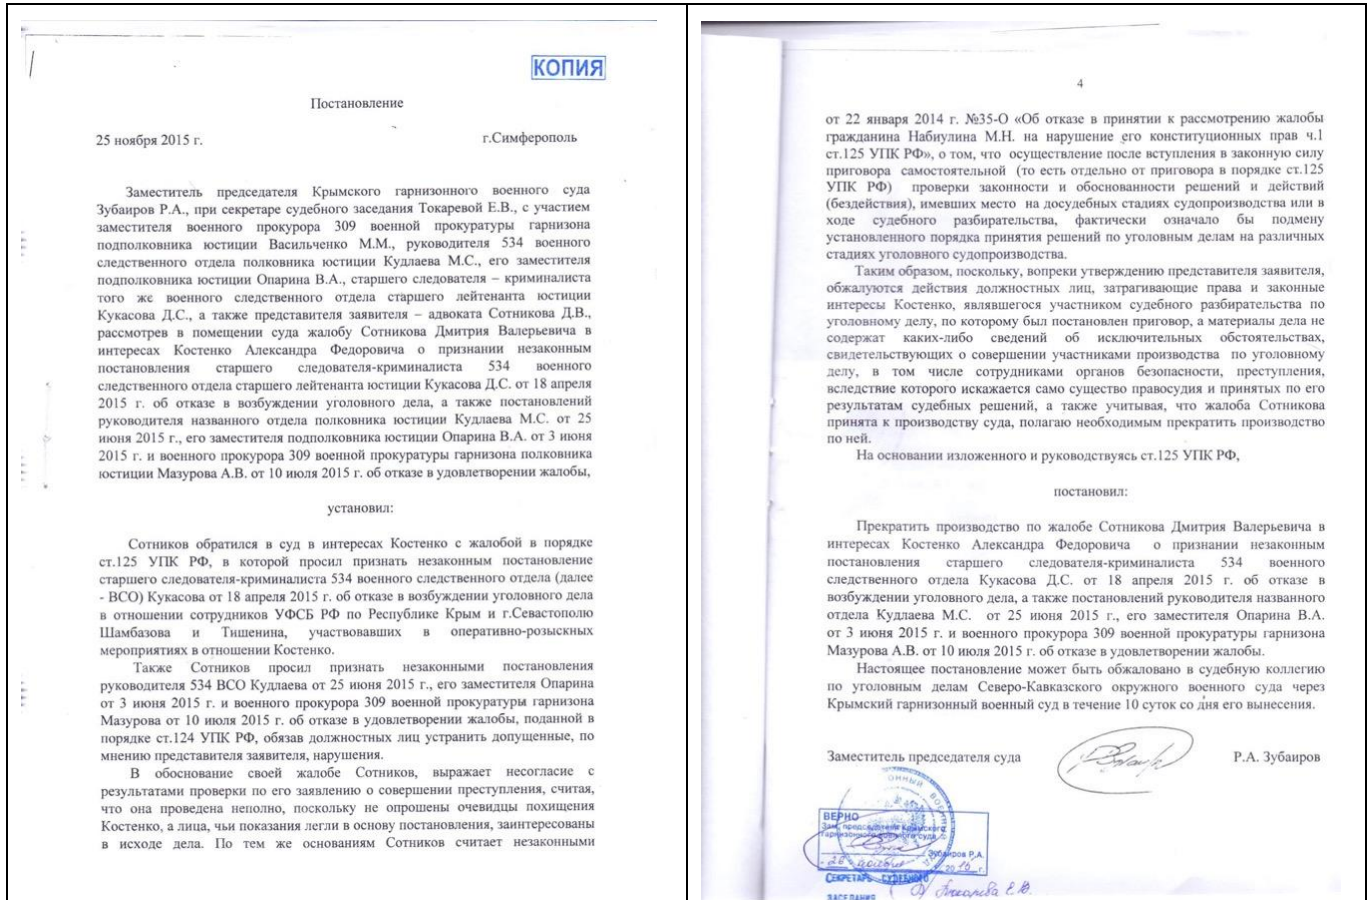 КОПИЯ
Постановление
25 ноября 2015 г.
г.Симферополь
Заместитель председателя Крымского гарнизонного военного суда
Зубаиров Р.А., при секретаре судебного заседания Токаревой Е.В., с участием
заместителя военного прокурора 309 военной прокуратуры гарнизона
подполковника юстиции Васильченко М.М., руководителя 534 военного
следственного отдела полковника юстиции Кудлаева М.С., его заместителя
подполковника юстиции Опарина В.А., старшего следователя – криминалиста
того же военного следственного отдела старшего лейтенанта юстиции
Кукасова Д.С., а также представителя заявителя – адвоката Сотникова Д.В.,
рассмотрев в помещении суда жалобу Сотникова Дмитрия Валерьевича в
интересах Костенко Александра Федоровича о признании незаконным
постановления старшего следователя-криминалиста 534 военного
следственного отдела старшего лейтенанта юстиции Кукасова Д.С. от 18 апреля
2015 г. об отказе в возбуждении уголовного дела, а также постановлений
руководителя названного отдела полковника юстиции Кудлаева М.С. от 25
июня 2015 г., его заместителя подполковника юстиции Опарина В.А. от 3 июня
2015 г. и военного прокурора 309 военной прокуратуры гарнизона полковника
юстиции Мазурова А.В. от 10 июля 2015 г. об отказе в удовлетворении жалобы,
установил:
Сотников обратился в суд в интересах Костенко с жалобой в порядке
ст.125 УПК РФ, в которой просил признать незаконным постановление
старшего следователя-криминалиста 534 военного следственного отдела (далее
- ВСО) Кукасова от 18 апреля 2015 г. об отказе в возбуждении уголовного дела
в отношении сотрудников УФСБ РФ по Республике Крым и г.Севастополю
Шамбазова и Тишенина, участвовавших в оперативно-розыскных
мероприятиях в отношении Костенко.
Также Сотников просил признать незаконными постановления
руководителя 534 ВСО Кудлаева от 25 июня 2015 г., его заместителя Опарина
от 3 июня 2015 г. и военного прокурора 309 военной прокуратуры гарнизона
Мазурова от 10 июля 2015 г. об отказе в удовлетворении жалобы, поданной в
порядке ст.124 УПК РФ, обязав должностных лиц устранить допущенные, по
мнению представителя заявителя, нарушения.
В обоснование своей жалобе Сотников, выражает несогласие с
результатами проверки по его заявлению о совершении преступления, считая,
что она проведена неполно, поскольку не опрошены очевидцы похищения
Костенко, а лица, чьи показания легли в основу постановления, заинтересованы
в исходе дела. По тем же основаниям Сотников считает незаконными
4
от 22 января 2014 г. №35-О «Об отказе в принятии к рассмотрению жалобы
гражданина Набиулина М.Н. на нарушение его конституционных прав ч.1
ст.125 УПК РФ», о том, что осуществление после вступления в законную силу
приговора самостоятельной (то есть отдельно от приговора в порядке ст.125
УПК РФ) проверки законности и обоснованности решений и действий
(бездействия), имевших место на досудебных стадиях судопроизводства или в
ходе судебного разбирательства, фактически означало бы подмену
установленного порядка принятия решений по уголовным делам на различных
стадиях уголовного судопроизводства.
Таким образом, поскольку, вопреки утверждению представителя заявителя,
обжалуются действия должностных лиц, затрагивающие права и законные
интересы Костенко, являвшегося участником судебного разбирательства по
уголовному делу, по которому был постановлен приговор, а материалы дела не
содержат каких-либо сведений об исключительных обстоятельствах,
свидетельствующих о совершении участниками производства по уголовному
делу, в том числе сотрудниками органов безопасности, преступления,
вследствие которого искажается само существо правосудия и принятых по его
результатам судебных решений, а также учитывая, что жалоба Сотникова
принята к производству суда, полагаю необходимым прекратить производство
по ней.
На основании изложенного и руководствуясь ст.125 УПК РФ,
постановил:
Прекратить производство по жалобе Сотникова Дмитрия Валерьевича в
интересах Костенко Александра Федоровича о признании незаконным
постановления старшего следователя-криминалиста 534 военного
следственного отдела Кукасова Д.С. от 18 апреля 2015 г. об отказе в
возбуждении уголовного дела, а также постановлений руководителя названного
отдела Кудлаева М.С. от 25 июня 2015 г., его заместителя Опарина В.А.
от 3 июня 2015 г. и военного прокурора 309 военной прокуратуры гарнизона
Мазурова А.В. от 10 июля 2015 г. об отказе в удовлетворении жалобы.
Настоящее постановление может быть обжаловано в судебную коллегию
по уголовным делам Северо-Кавказского окружного военного суда через
Крымский гарнизонный военный суд в течение 10 суток со дня его вынесения.
Заместитель председателя суда
Р.А. Зубаиров
ВЕРНО
Зам. председателя Крымского
гарнизонного военного суда
Зубаиров Р.А.
26 ноября 2015 г.
СЕКРЕТАРЬ СУДЕБНОГО
ЗАСЕДАНИЯ
Токарева Е.В.